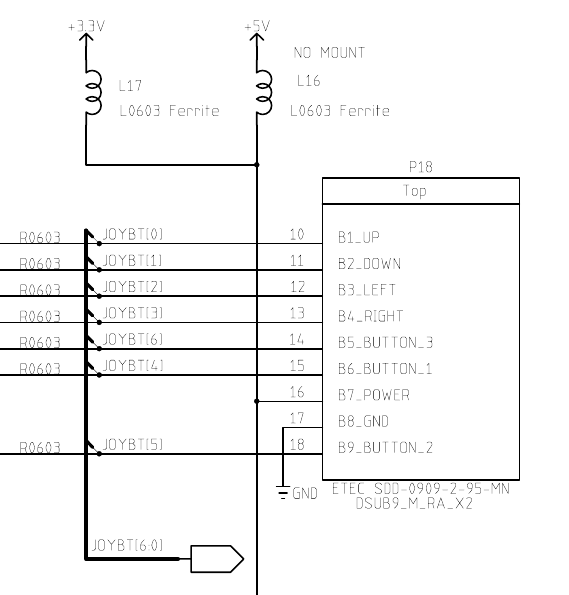 +3.3V
+5V
NO MOUNT
L17
L16
L0603 Ferrite
L0603 Ferrite
P18
Top
R0603 JOYBT[0] 10 B1_UP
R0603 JOYBT[1] 11 B2_DOWN
R0603 JOYBT[2] 12 B3_LEFT
R0603 JOYBT[3] 13 B4_RIGHT
R0603 JOYBT[6] 14 B5_BUTTON_3
R0603 JOYBT[4] 15 B6_BUTTON_1
16 B7_POWER
17 B8_GND
R0603 JOYBT[5] 18 B9_BUTTON_2
GND
ETEC SDD-0909-2-95-MN
DSUB9_M_RA_X2
JOYBT[6-0]